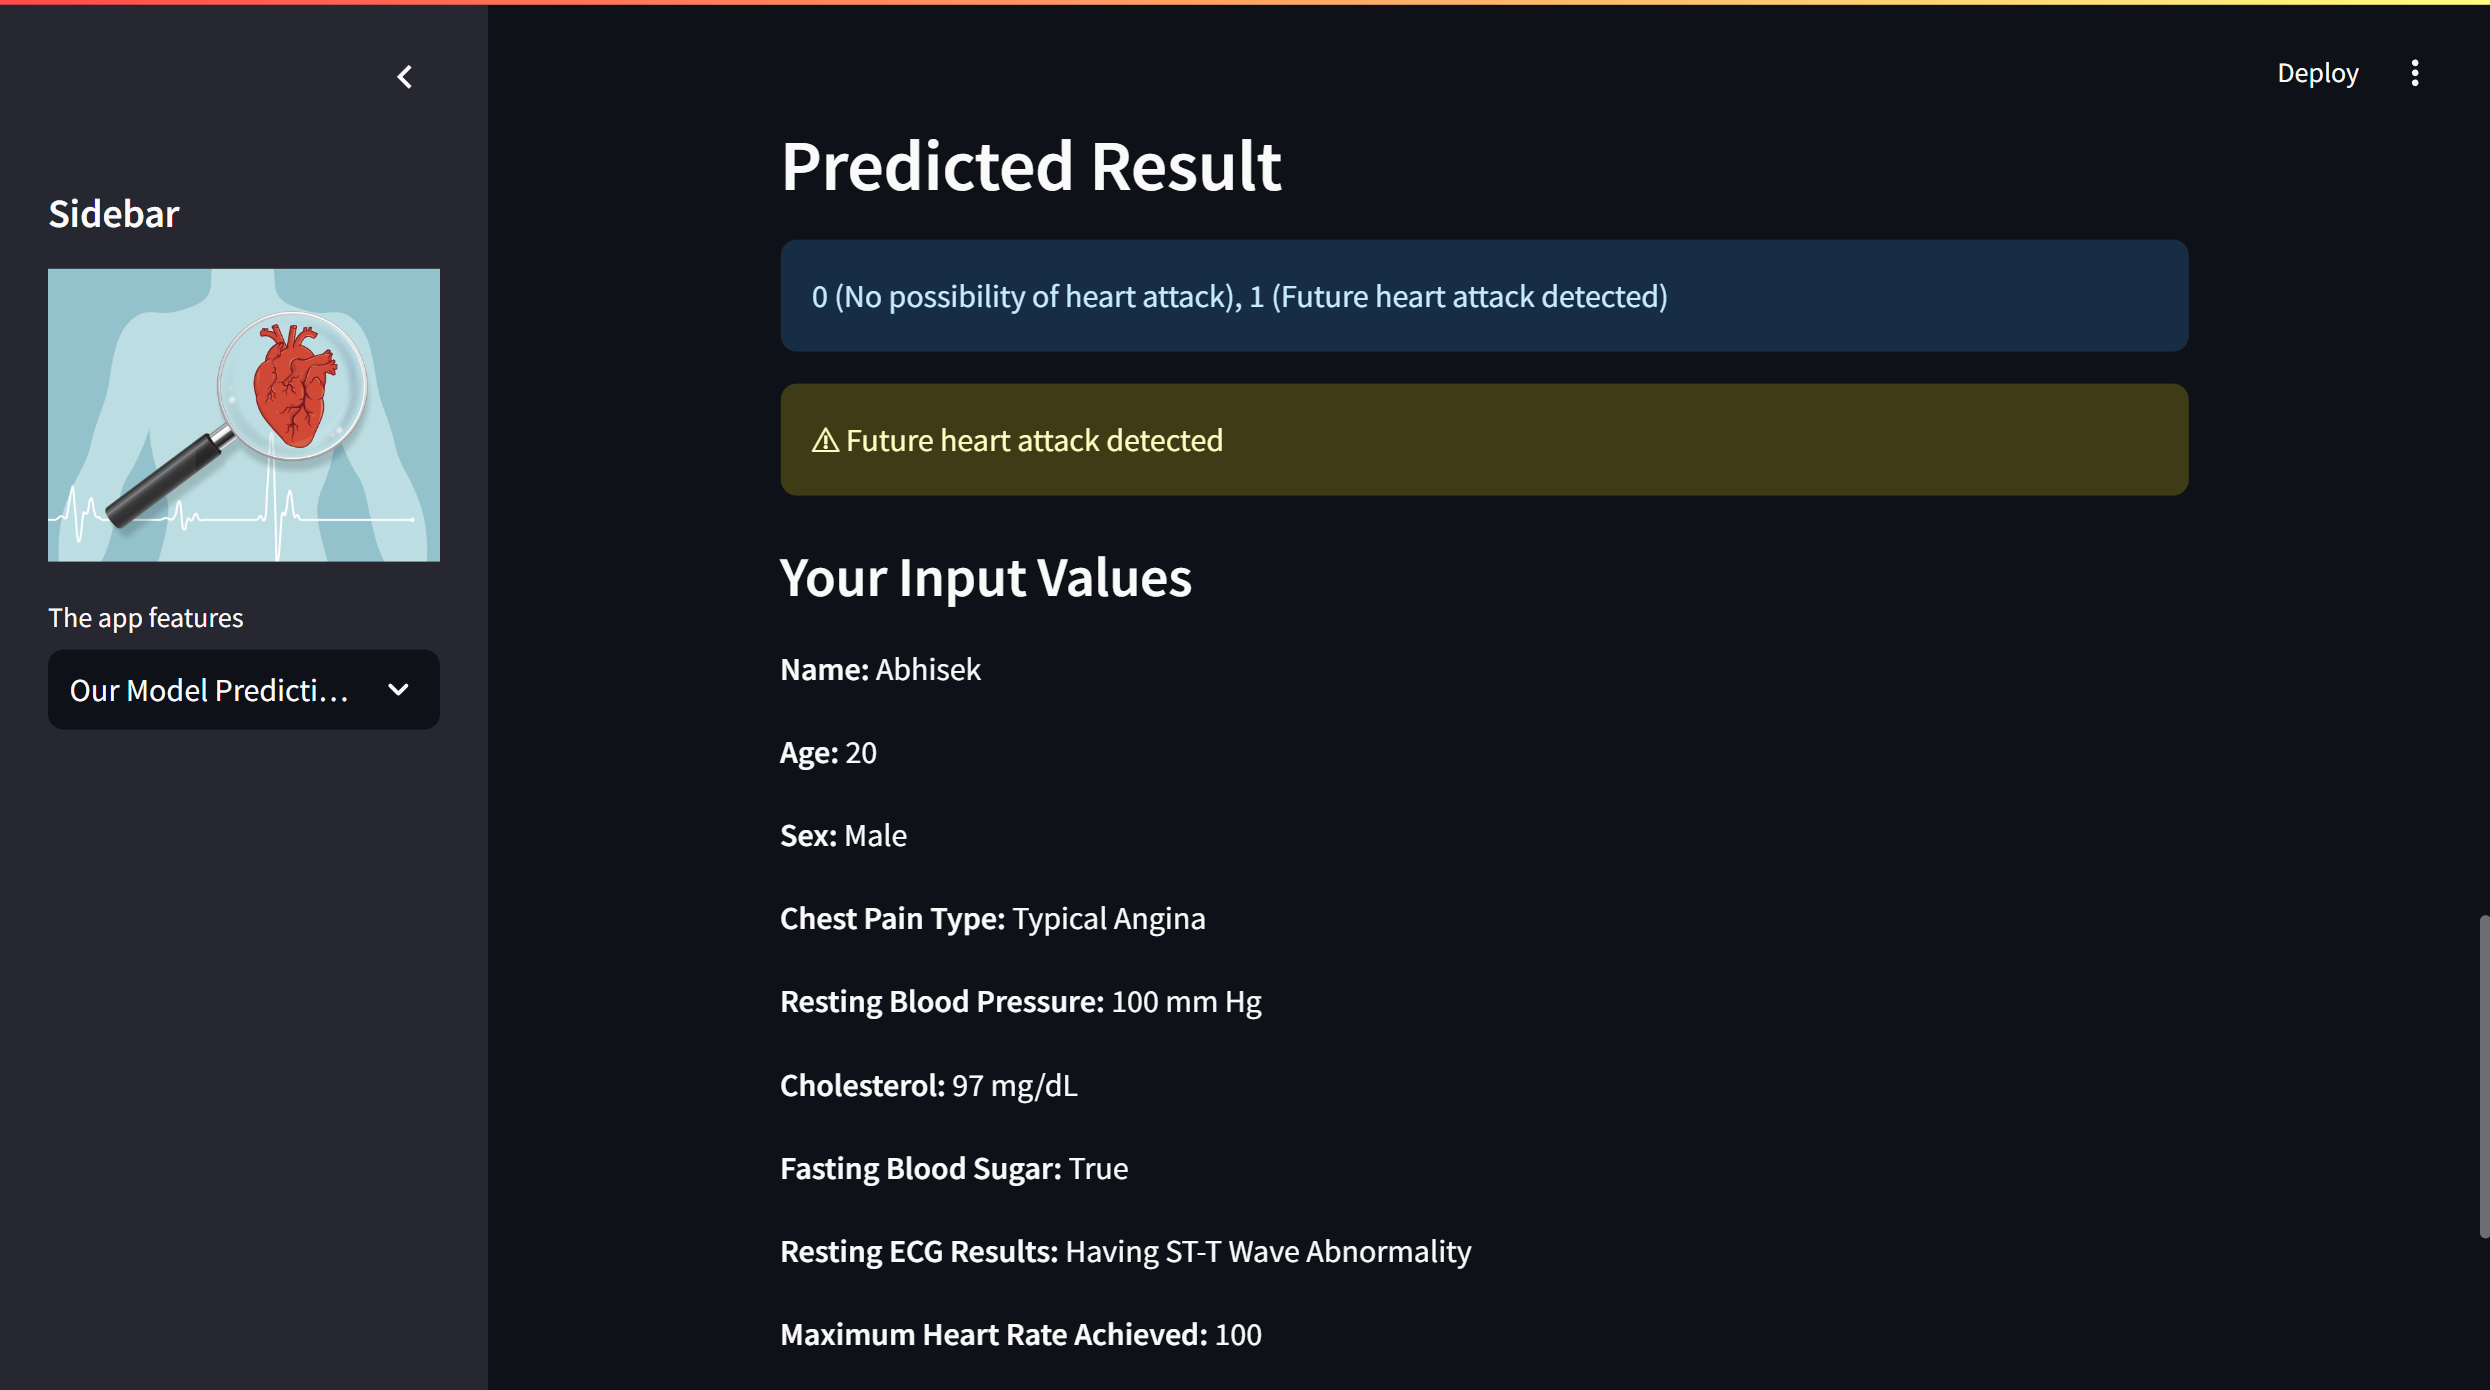 Deploy
Sidebar
The app features
Our Model Predicti…
Predicted Result
0 (No possibility of heart attack), 1 (Future heart attack detected)
⚠ Future heart attack detected
Your Input Values
Name: Abhisek
Age: 20
Sex: Male
Chest Pain Type: Typical Angina
Resting Blood Pressure: 100 mm Hg
Cholesterol: 97 mg/dL
Fasting Blood Sugar: True
Resting ECG Results: Having ST-T Wave Abnormality
Maximum Heart Rate Achieved: 100